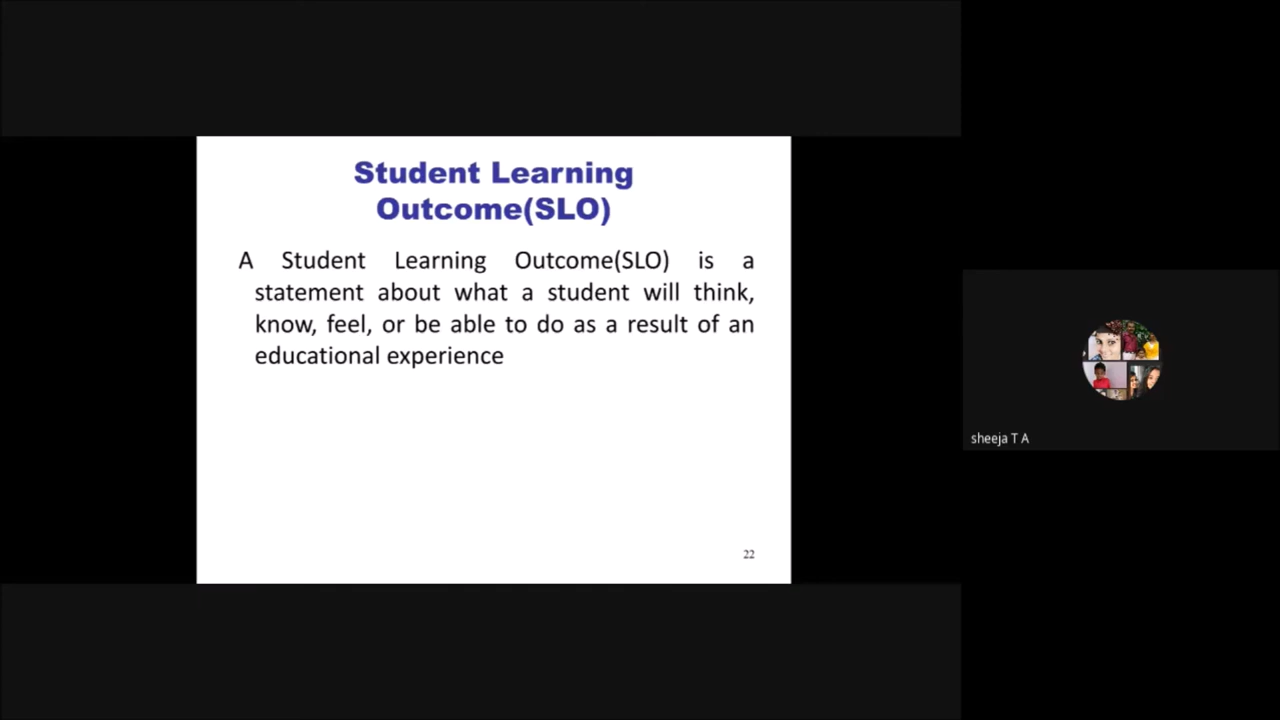 Student Learning
Outcome(SLO)
A Student Learning Outcome(SLO) is a
statement about what a student will think,
know, feel, or be able to do as a result of an
educational experience
22
sheeja T A